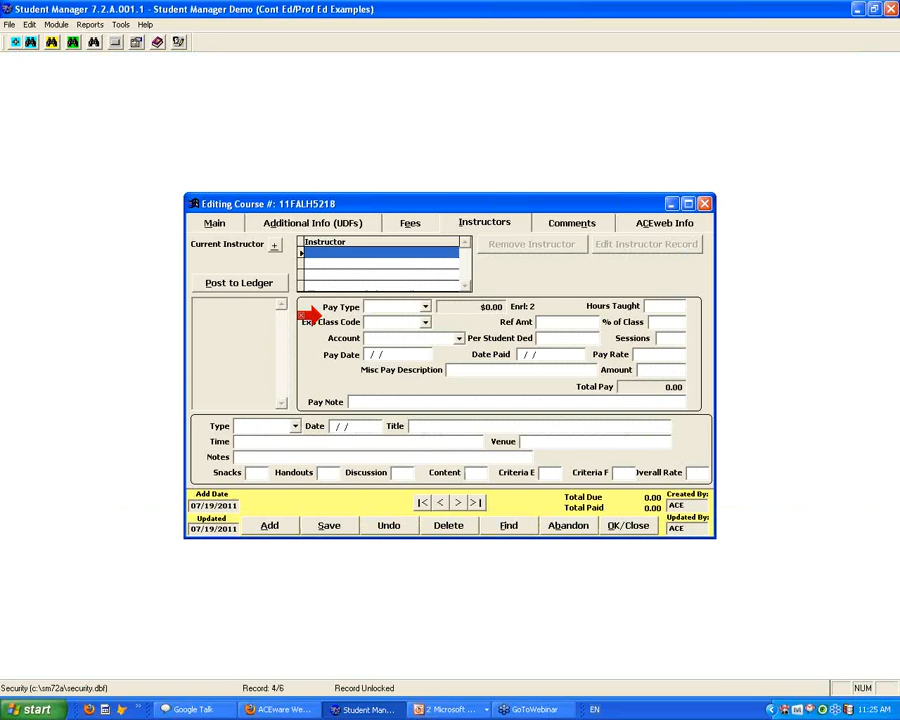 Student Manager 7.2.A.001.1 - Student Manager Demo (Cont Ed/Prof Ed Examples)
File Edit Module Reports Tools Help
Editing Course #: 11FALH5218
Main Additional Info (UDFs) Fees Instructors Comments ACEweb Info
Current Instructor + Instructor Remove Instructor Edit Instructor Record
Post to Ledger
Pay Type $0.00 Enrl: 2 Hours Taught
Class Code Ref Amt % of Class
Account Per Student Ded Sessions
Pay Date / / Date Paid / / Pay Rate
Misc Pay Description Amount
Total Pay 0.00
Pay Note
Type Date / / Title
Time Venue
Notes
Snacks Handouts Discussion Content Criteria E Criteria F Overall Rate
Add Date |< < > >| Total Due 0.00 Created By:
07/19/2011 Total Paid 0.00 ACE
Updated Add Save Undo Delete Find Abandon OK/Close Updated By:
07/19/2011 ACE
Security (c:\sm72a\security.dbf) Record: 4/6 Record Unlocked NUM
start Google Talk ACEware We... Student Man... 2 Microsoft ... GoToWebinar EN 11:25 AM